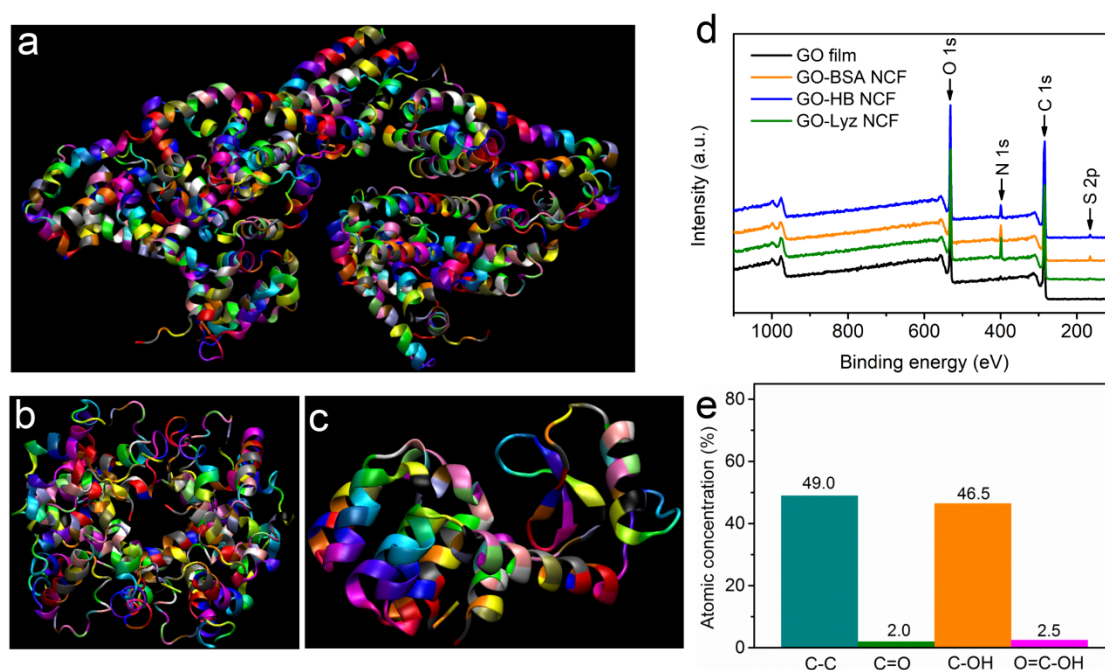 a
b
c
d
GO film
GO-BSA NCF
GO-HB NCF
GO-Lyz NCF
O 1s
N 1s
C 1s
S 2p
Intensity (a.u.)
1000 800 600 400 200
Binding energy (eV)
e
Atomic concentration (%)
80
60
40
20
0
49.0
2.0
46.5
2.5
C-C C=O C-OH O=C-OH